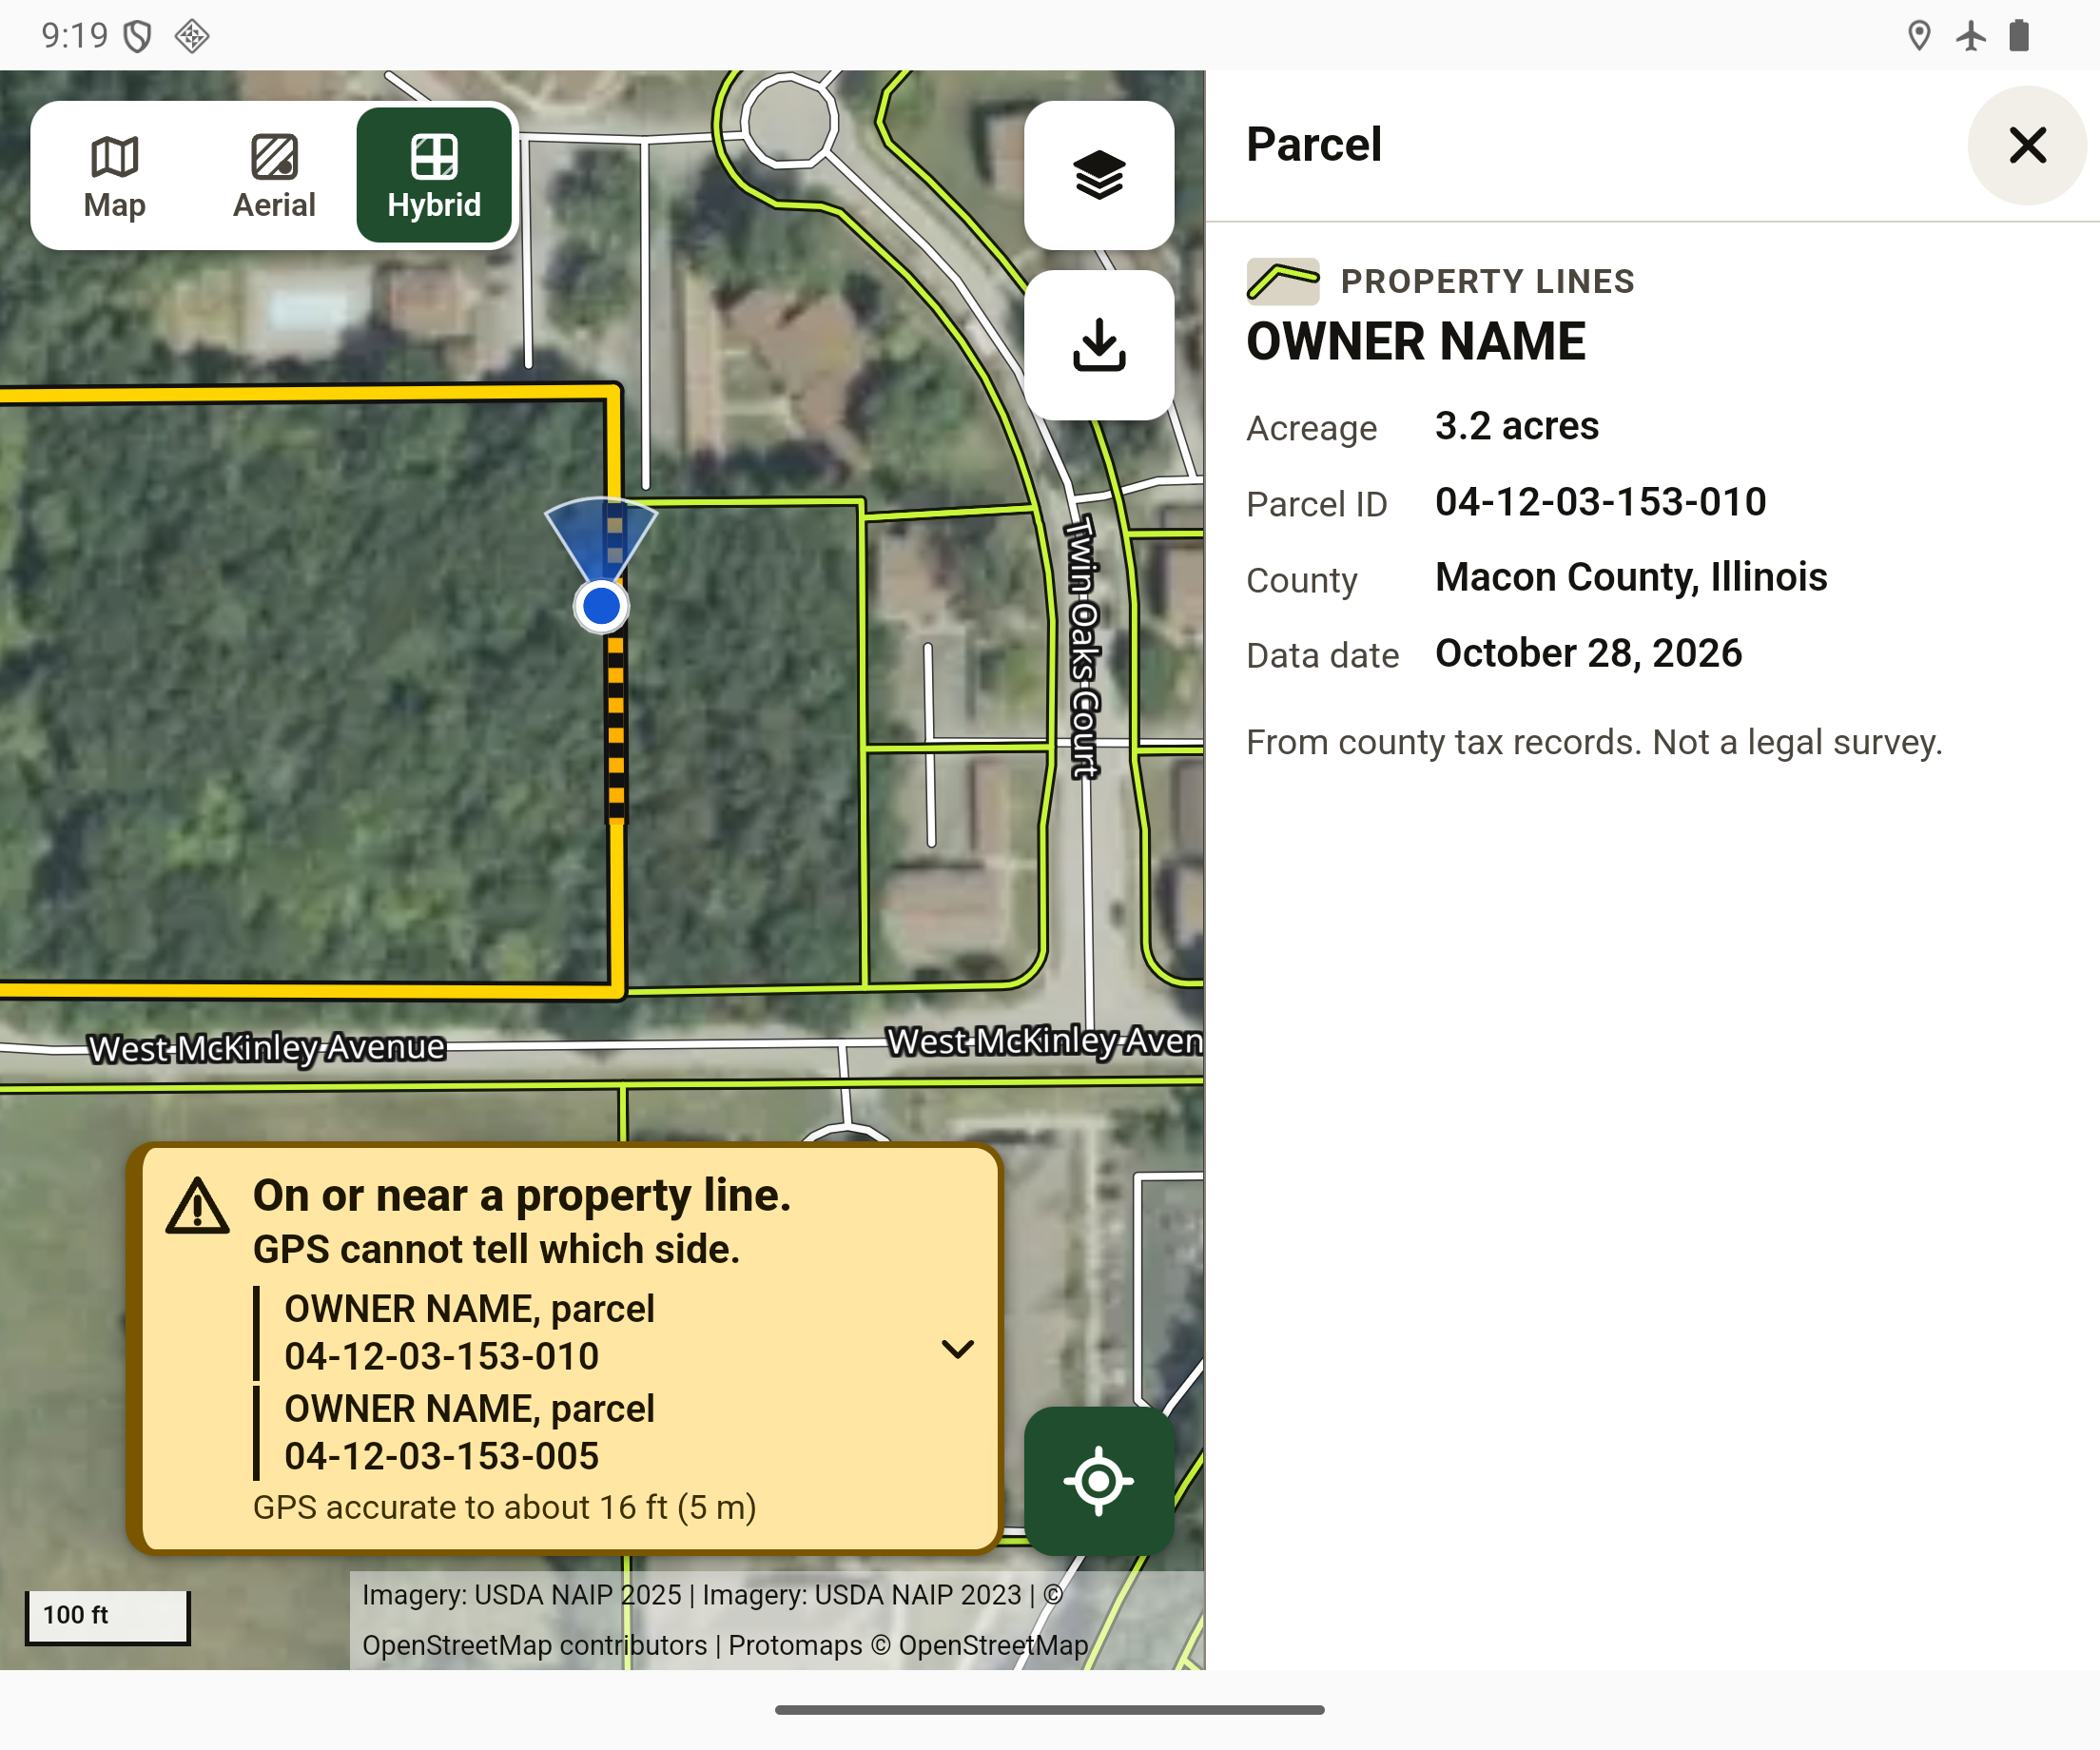 9:19
Map
Aerial
Hybrid
Twin Oaks Court
West McKinley Avenue
West McKinley Aven
On or near a property line.
GPS cannot tell which side.
OWNER NAME, parcel
04-12-03-153-010
OWNER NAME, parcel
04-12-03-153-005
GPS accurate to about 16 ft (5 m)
100 ft
Imagery: USDA NAIP 2025 | Imagery: USDA NAIP 2023 | ©
OpenStreetMap contributors | Protomaps © OpenStreetMap
Parcel
PROPERTY LINES
OWNER NAME
Acreage 3.2 acres
Parcel ID 04-12-03-153-010
County Macon County, Illinois
Data date October 28, 2026
From county tax records. Not a legal survey.